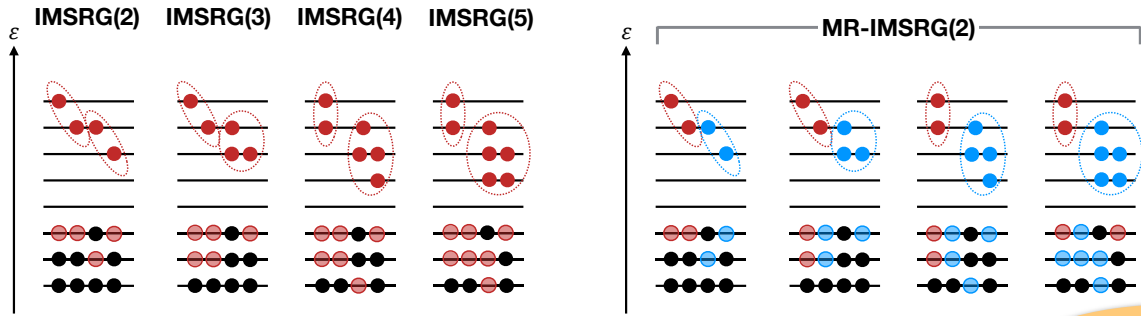 IMSRG(2) IMSRG(3) IMSRG(4) IMSRG(5) MR-IMSRG(2)
ε ε